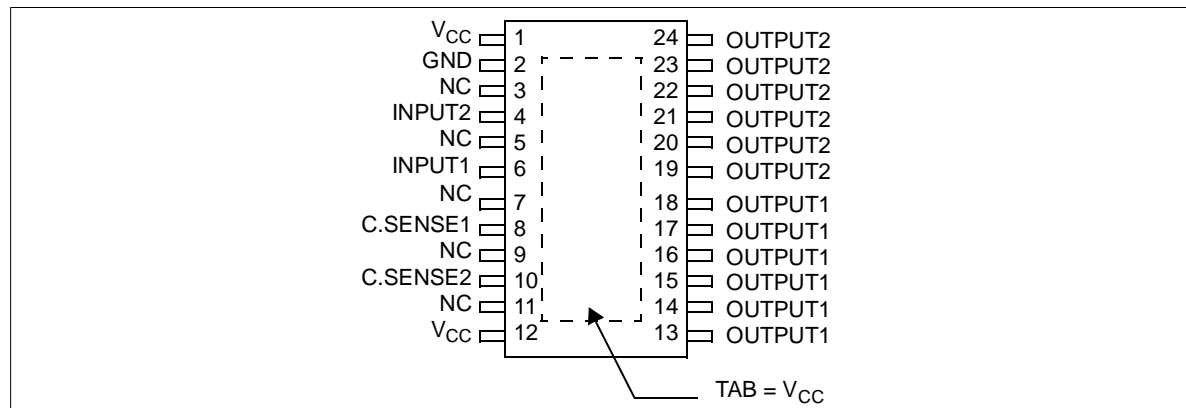 VCC 1 24 OUTPUT2
GND 2 23 OUTPUT2
NC 3 22 OUTPUT2
INPUT2 4 21 OUTPUT2
NC 5 20 OUTPUT2
INPUT1 6 19 OUTPUT2
NC 7 18 OUTPUT1
C.SENSE1 8 17 OUTPUT1
NC 9 16 OUTPUT1
C.SENSE2 10 15 OUTPUT1
NC 11 14 OUTPUT1
VCC 12 13 OUTPUT1
TAB = VCC